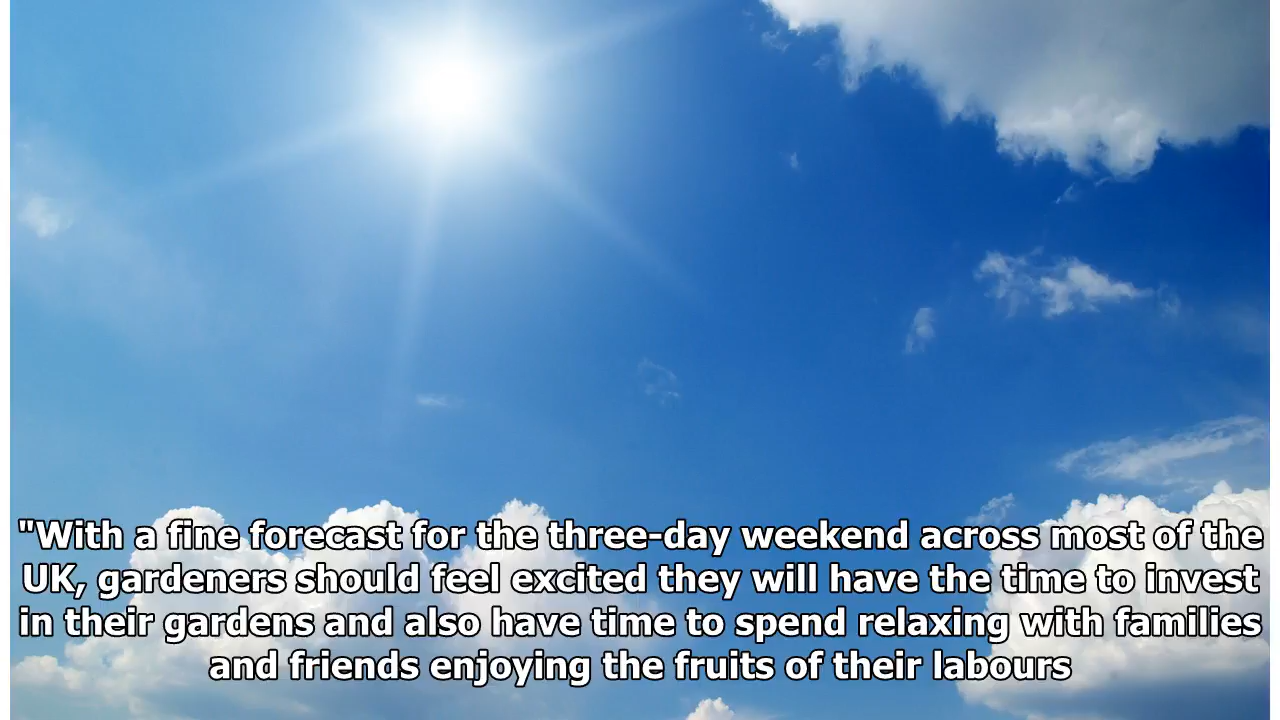 "With a fine forecast for the three-day weekend across most of the
UK, gardeners should feel excited they will have the time to invest
in their gardens and also have time to spend relaxing with families
and friends enjoying the fruits of their labours